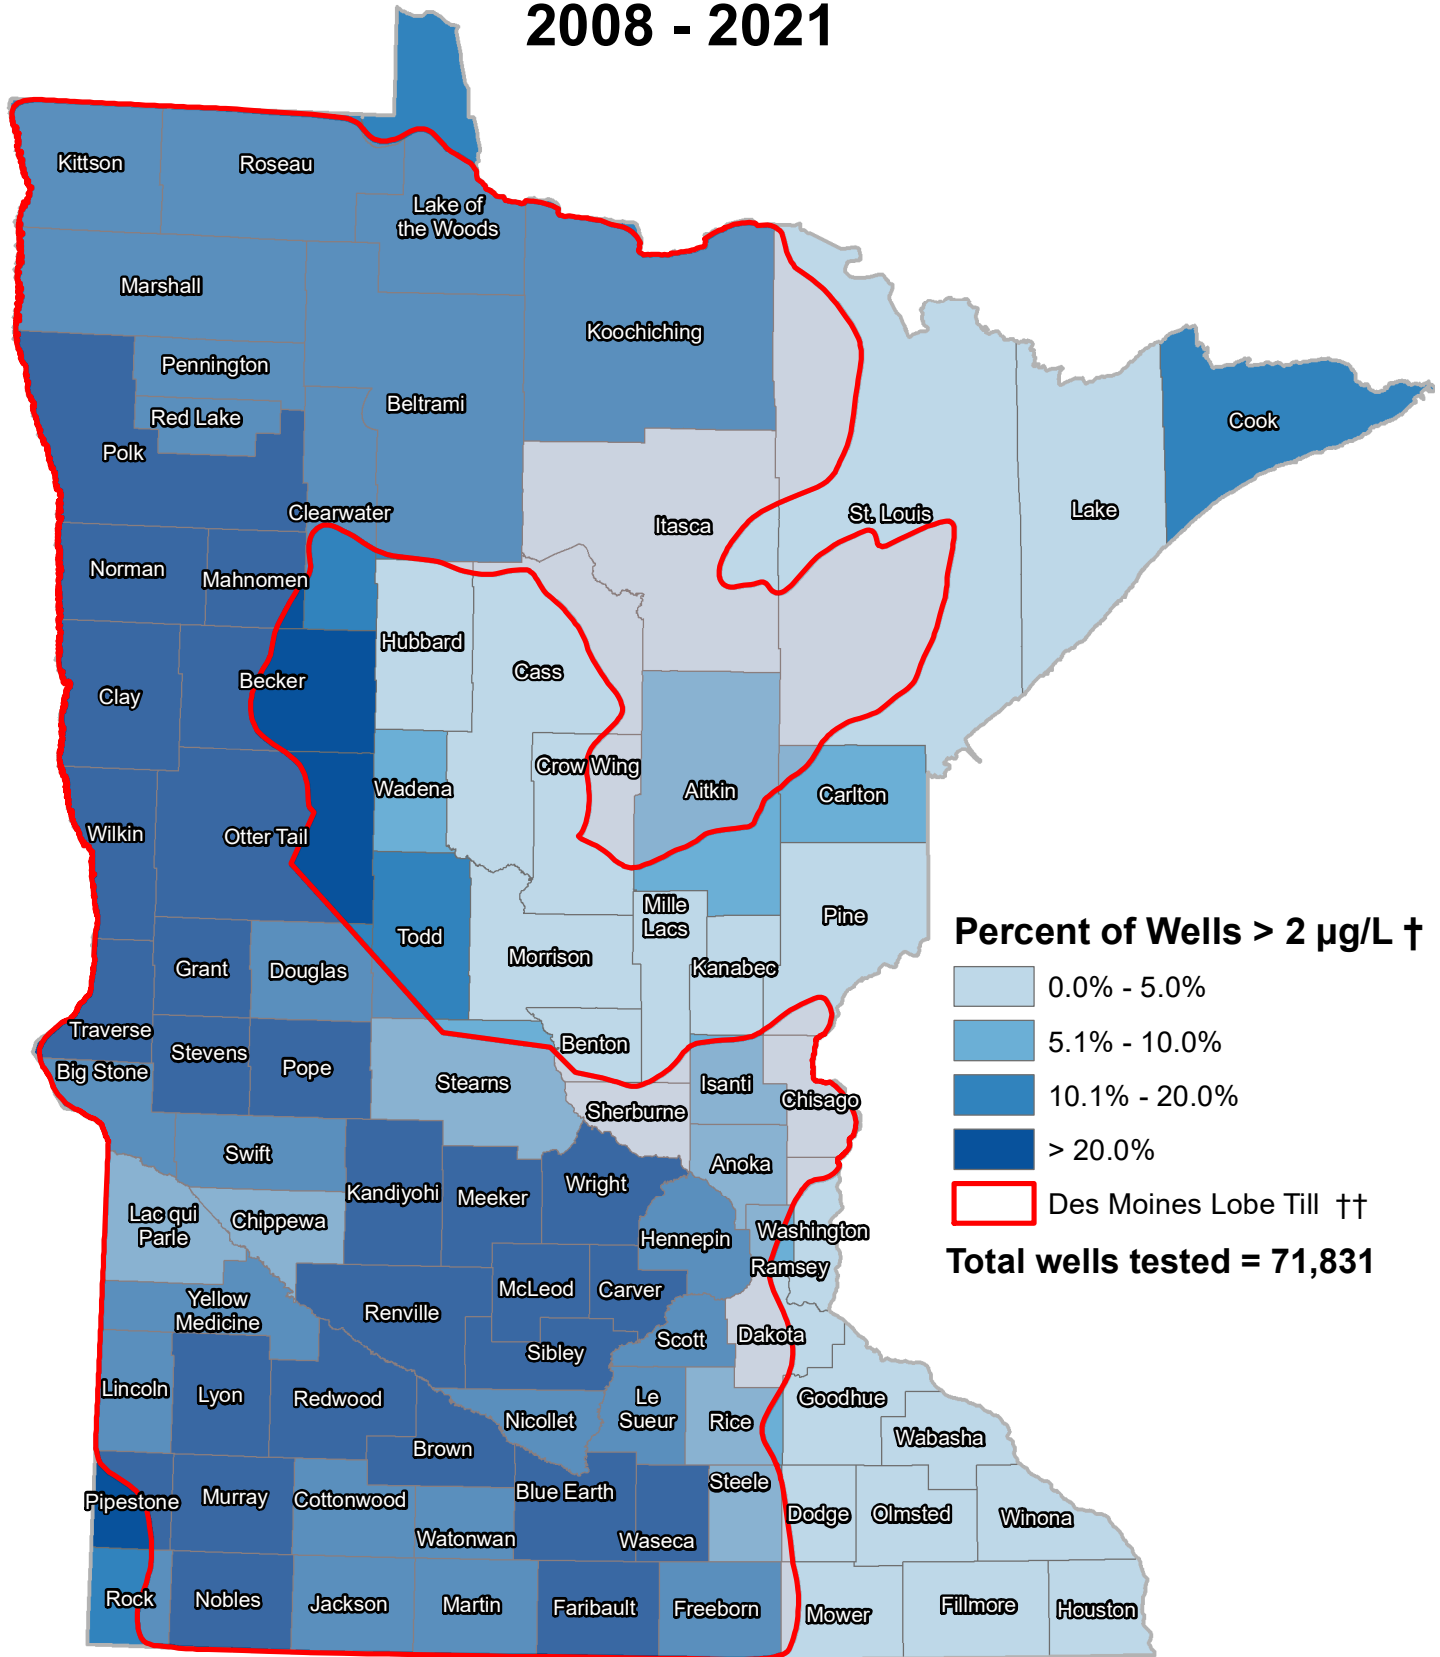 2008 - 2021
Kittson
Roseau
Lake of
the Woods
Marshall
Koochiching
Pennington
Beltrami
Red Lake
Polk
Cook
Clearwater
Itasca
St. Louis
Lake
Norman
Mahnomen
Hubbard
Cass
Becker
Clay
Crow Wing
Wadena
Aitkin
Carlton
Wilkin
Otter Tail
Mille
Lacs
Pine
Todd
Morrison
Kanabec
Grant
Douglas
Traverse
Benton
Stevens
Pope
Big Stone
Stearns
Isanti
Sherburne
Chisago
Swift
Anoka
Kandiyohi
Meeker
Wright
Lac qui
Parle
Chippewa
Hennepin
Washington
Ramsey
McLeod
Carver
Yellow
Medicine
Renville
Scott
Dakota
Sibley
Lincoln
Lyon
Redwood
Le
Sueur
Nicollet
Rice
Goodhue
Brown
Wabasha
Pipestone
Murray
Cottonwood
Blue Earth
Steele
Watonwan
Waseca
Dodge
Olmsted
Winona
Rock
Nobles
Jackson
Martin
Faribault
Freeborn
Mower
Fillmore
Houston
Percent of Wells > 2 µg/L †
0.0% - 5.0%
5.1% - 10.0%
10.1% - 20.0%
> 20.0%
Des Moines Lobe Till ††
Total wells tested = 71,831